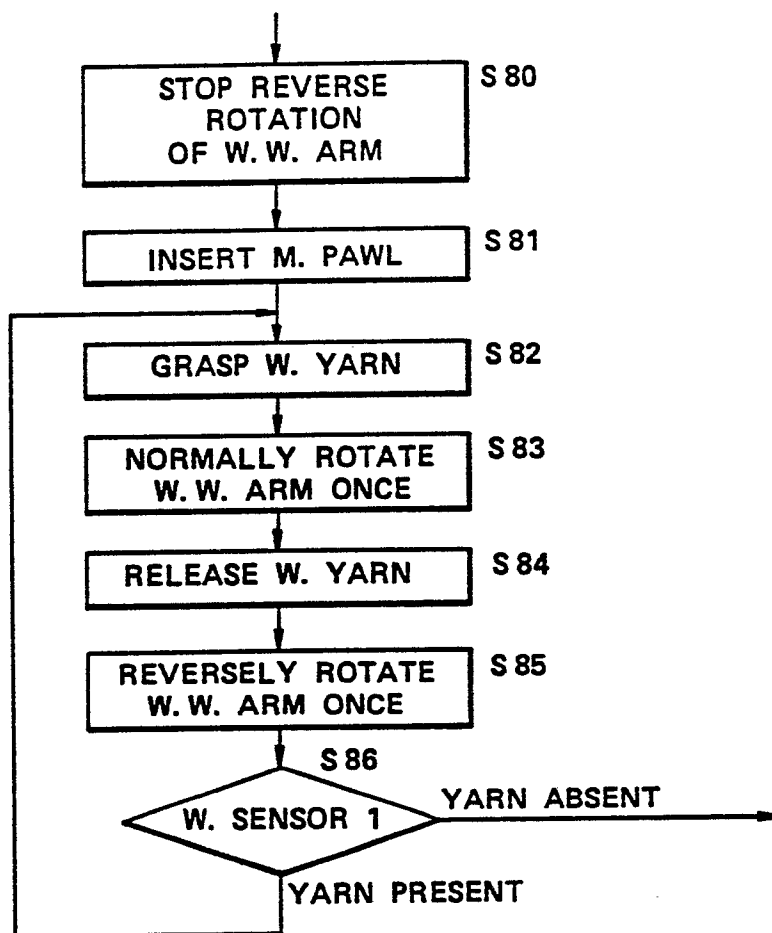 STOP REVERSE
ROTATION
OF W. W. ARM
S 80
INSERT M. PAWL
S 81
GRASP W. YARN
S 82
NORMALLY ROTATE
W. W. ARM ONCE
S 83
RELEASE W. YARN
S 84
REVERSELY ROTATE
W. W. ARM ONCE
S 85
S 86
W. SENSOR 1
YARN ABSENT
YARN PRESENT